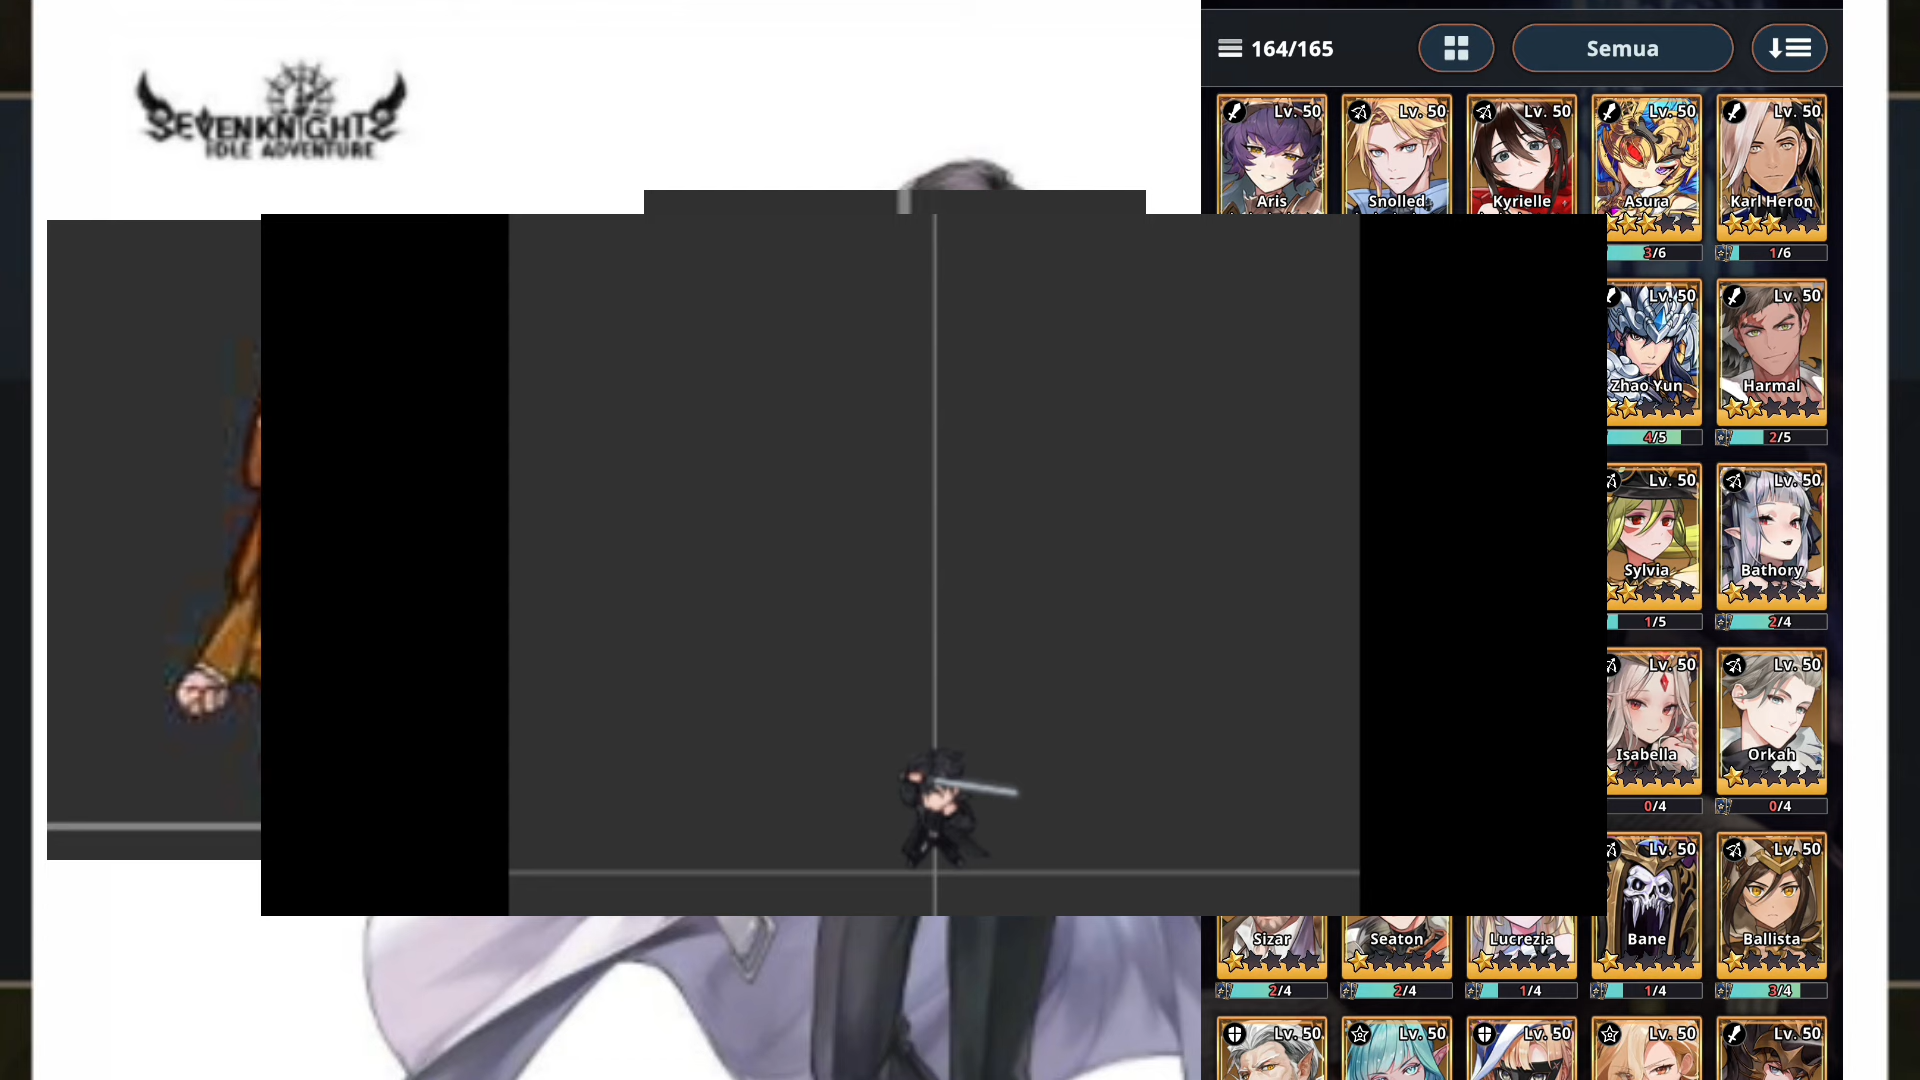 SEVENKNIGHTS
IDLE ADVENTURE
164/165
Semua
Lv. 50 Lv. 50 Lv. 50 Lv. 50 Lv. 50
Aris Snolled Kyrielle Asura Karl Heron
3/6 1/6
Lv. 50 Lv. 50
Zhao Yun Harmal
4/5 2/5
Lv. 50 Lv. 50
Sylvia Bathory
1/5 2/4
Lv. 50 Lv. 50
Isabella Orkah
0/4 0/4
Lv. 50 Lv. 50
Sizar Seaton Lucrezia Bane Ballista
2/4 2/4 1/4 1/4 3/4
Lv. 50 Lv. 50 Lv. 50 Lv. 50 Lv. 50